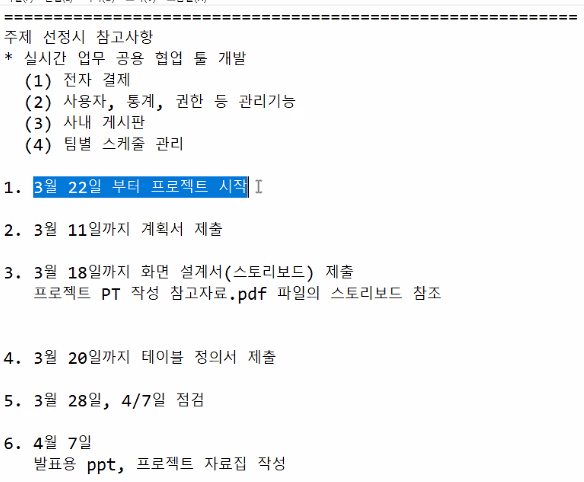 ================================================================
주제 선정시 참고사항
* 실시간 업무 공용 협업 툴 개발
(1) 전자 결제
(2) 사용자, 통계, 권한 등 관리기능
(3) 사내 게시판
(4) 팀별 스케줄 관리
1. 3월 22일 부터 프로젝트 시작
2. 3월 11일까지 계획서 제출
3. 3월 18일까지 화면 설계서(스토리보드) 제출
프로젝트 PT 작성 참고자료.pdf 파일의 스토리보드 참조
4. 3월 20일까지 테이블 정의서 제출
5. 3월 28일, 4/7일 점검
6. 4월 7일
발표용 ppt, 프로젝트 자료집 작성